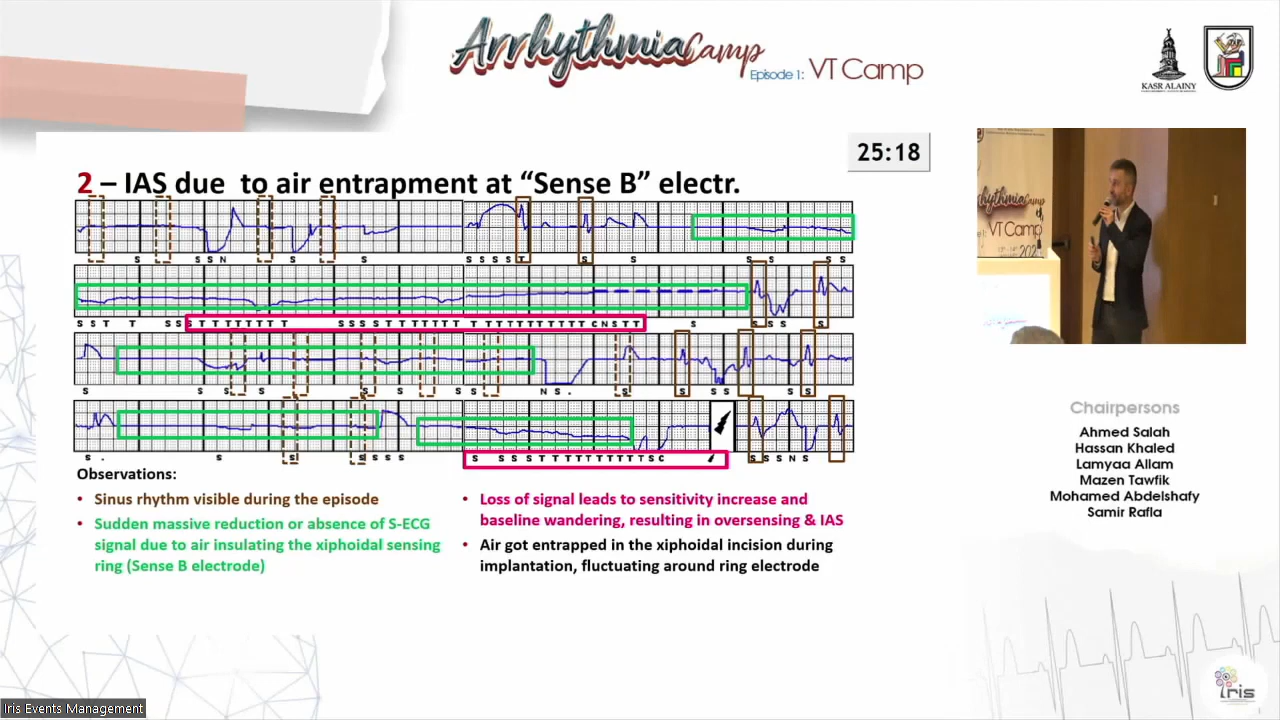 Arrhythmia Camp
Episode 1: VT Camp
KASR ALAINY
25:18
2 – IAS due to air entrapment at “Sense B” electr.
S S S N S S S S S T S S S S S S
S S T T S S S T T T T T T T T S S S S T T T T T T T T T T T T T T T T T C N S T T S S S S S
S S S S S S S S N S . S S S S S
S . S S S S S S S S S S T T T T T T T T T T S C S S S N S
Observations:
• Sinus rhythm visible during the episode
• Sudden massive reduction or absence of S-ECG
signal due to air insulating the xiphoidal sensing
ring (Sense B electrode)
• Loss of signal leads to sensitivity increase and
baseline wandering, resulting in oversensing & IAS
• Air got entrapped in the xiphoidal incision during
implantation, fluctuating around ring electrode
VT Camp
Chairpersons
Ahmed Salah
Hassan Khaled
Lamyaa Allam
Mazen Tawfik
Mohamed Abdelshafy
Samir Rafla
iris
Iris Events Management